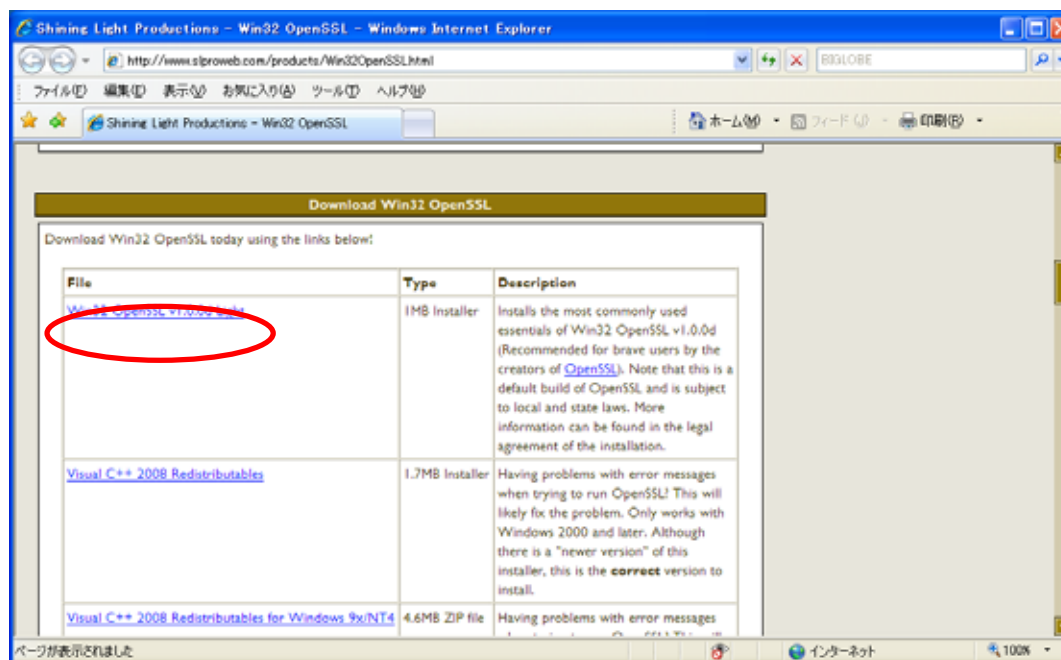 Shining Light Productions - Win32 OpenSSL - Windows Internet Explorer
http://www.slproweb.com/products/Win32OpenSSL.html
BIGLOBE
ファイル(F) 編集(E) 表示(V) お気に入り(A) ツール(T) ヘルプ(H)
Shining Light Productions - Win32 OpenSSL
ホーム(M) フィード(J) 印刷(R)
Download Win32 OpenSSL
Download Win32 OpenSSL today using the links below!
File Type Description
Win32 OpenSSL v1.0.0d Light
1MB Installer
Installs the most commonly used
essentials of Win32 OpenSSL v1.0.0d
(Recommended for brave users by the
creators of OpenSSL). Note that this is a
default build of OpenSSL and is subject
to local and state laws. More
information can be found in the legal
agreement of the installation.
Visual C++ 2008 Redistributables
1.7MB Installer
Having problems with error messages
when trying to run OpenSSL? This will
likely fix the problem. Only works with
Windows 2000 and later. Although
there is a "newer version" of this
installer, this is the correct version to
install.
Visual C++ 2008 Redistributables for Windows 9x/NT4
4.6MB ZIP file
Having problems with error messages
ページが表示されました
インターネット
100%